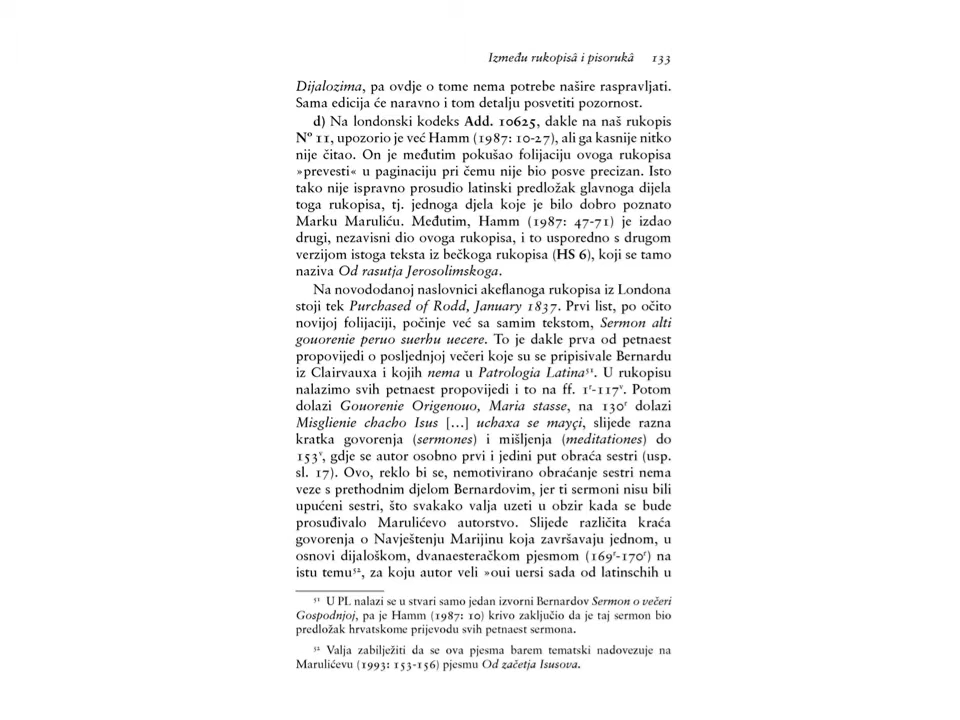 Između rukopisâ i pisorukâ 133
Dijalozima, pa ovdje o tome nema potrebe našire raspravljati.
Sama edicija će naravno i tom detalju posvetiti pozornost.
d) Na londonski kodeks Add. 10625, dakle na naš rukopis
Nº 11, upozorio je već Hamm (1987: 10-27), ali ga kasnije nitko
nije čitao. On je međutim pokušao folijaciju ovoga rukopisa
»prevesti« u paginaciju pri čemu nije bio posve precizan. Isto
tako nije ispravno prosudio latinski predložak glavnoga dijela
toga rukopisa, tj. jednoga djela koje je bilo dobro poznato
Marku Maruliću. Međutim, Hamm (1987: 47-71) je izdao
drugi, nezavisni dio ovoga rukopisa, i to usporedno s drugom
verzijom istoga teksta iz bečkoga rukopisa (HS 6), koji se tamo
naziva Od rasutja Jerosolimskoga.
Na novododanoj naslovnici akeflanoga rukopisa iz Londona
stoji tek Purchased of Rodd, January 1837. Prvi list, po očito
novijoj folijaciji, počinje već sa samim tekstom, Sermon alti
gouorenie peruo suerhu uecere. To je dakle prva od petnaest
propovijedi o posljednjoj večeri koje su se pripisivale Bernardu
iz Clairvauxa i kojih nema u Patrologia Latina⁵¹. U rukopisu
nalazimo svih petnaest propovijedi i to na ff. 1ʳ-117ᵛ. Potom
dolazi Gouorenie Origenouo, Maria stasse, na 130ʳ dolazi
Misglienie chacho Isus [...] uchaxa se mayçi, slijede razna
kratka govorenja (sermones) i mišljenja (meditationes) do
153ᵛ, gdje se autor osobno prvi i jedini put obraća sestri (usp.
sl. 17). Ovo, reklo bi se, nemotivirano obraćanje sestri nema
veze s prethodnim djelom Bernardovim, jer ti sermoni nisu bili
upućeni sestri, što svakako valja uzeti u obzir kada se bude
prosuđivalo Marulićevo autorstvo. Slijede različita kraća
govorenja o Navještenju Marijinu koja završavaju jednom, u
osnovi dijaloškom, dvanaesteračkom pjesmom (169ʳ-170ʳ) na
istu temu⁵², za koju autor veli »oui uersi sada od latinschih u
⁵¹ U PL nalazi se u stvari samo jedan izvorni Bernardov Sermon o večeri
Gospodnjoj, pa je Hamm (1987: 10) krivo zaključio da je taj sermon bio
predložak hrvatskome prijevodu svih petnaest sermona.
⁵² Valja zabilježiti da se ova pjesma barem tematski nadovezuje na
Marulićevu (1993: 153-156) pjesmu Od začetja Isusova.